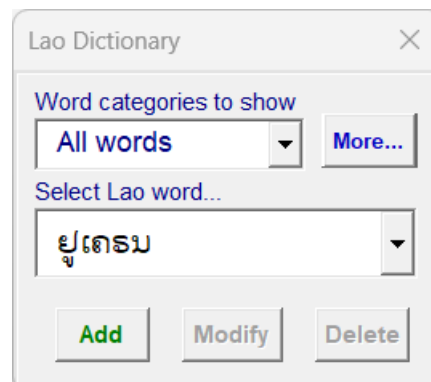 Lao Dictionary
Word categories to show
All words
More...
Select Lao word...
ຢູເຄຣນ
Add Modify Delete